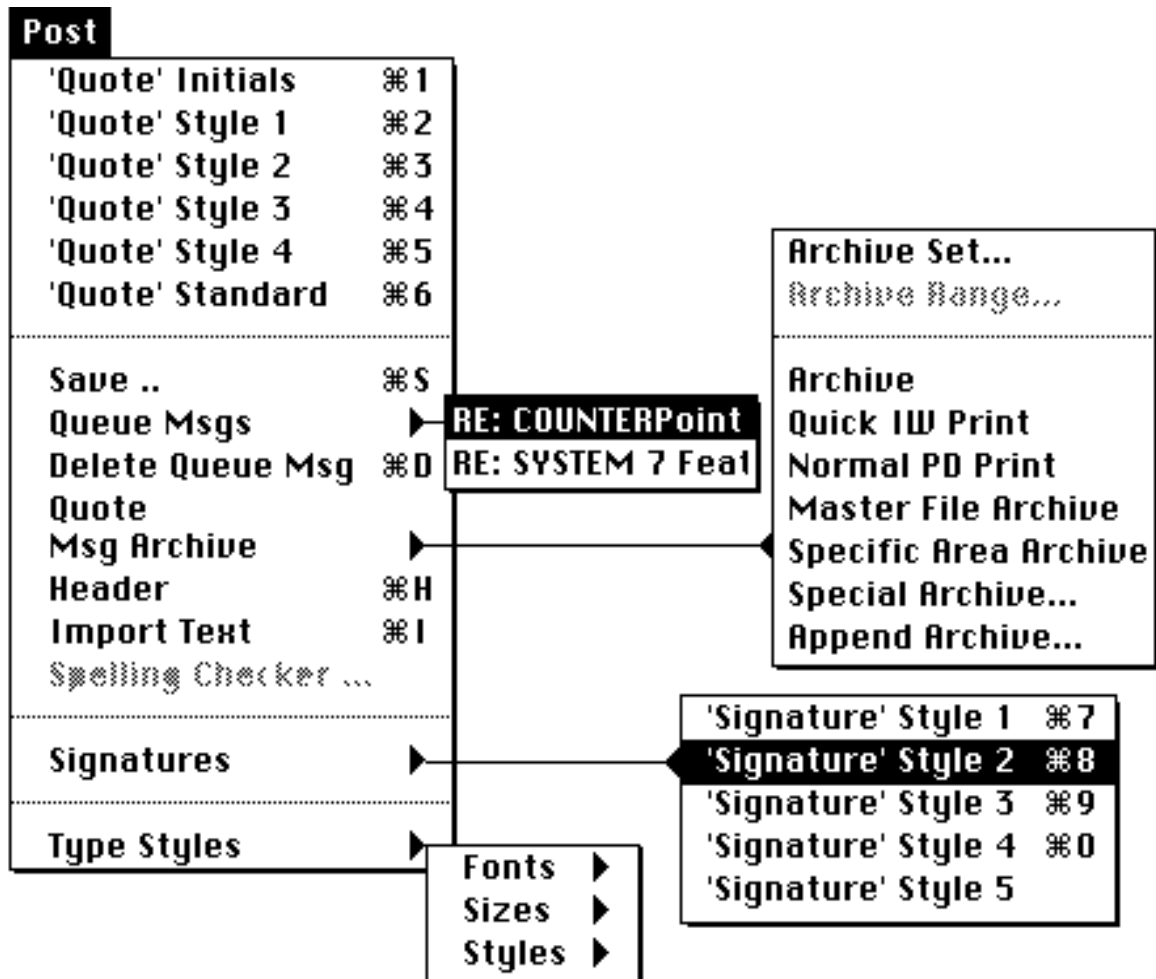 Post
'Quote' Initials ⌘1
'Quote' Style 1 ⌘2
'Quote' Style 2 ⌘3
'Quote' Style 3 ⌘4
'Quote' Style 4 ⌘5
'Quote' Standard ⌘6
Save .. ⌘S
Queue Msgs
Delete Queue Msg ⌘D
Quote
Msg Archive
Header ⌘H
Import Text ⌘I
Spelling Checker ...
Signatures
Type Styles
RE: COUNTERPoint
RE: SYSTEM 7 Feat
Archive Set...
Archive Range...
Archive
Quick IW Print
Normal PD Print
Master File Archive
Specific Area Archive
Special Archive...
Append Archive...
'Signature' Style 1 ⌘7
'Signature' Style 2 ⌘8
'Signature' Style 3 ⌘9
'Signature' Style 4 ⌘0
'Signature' Style 5
Fonts
Sizes
Styles